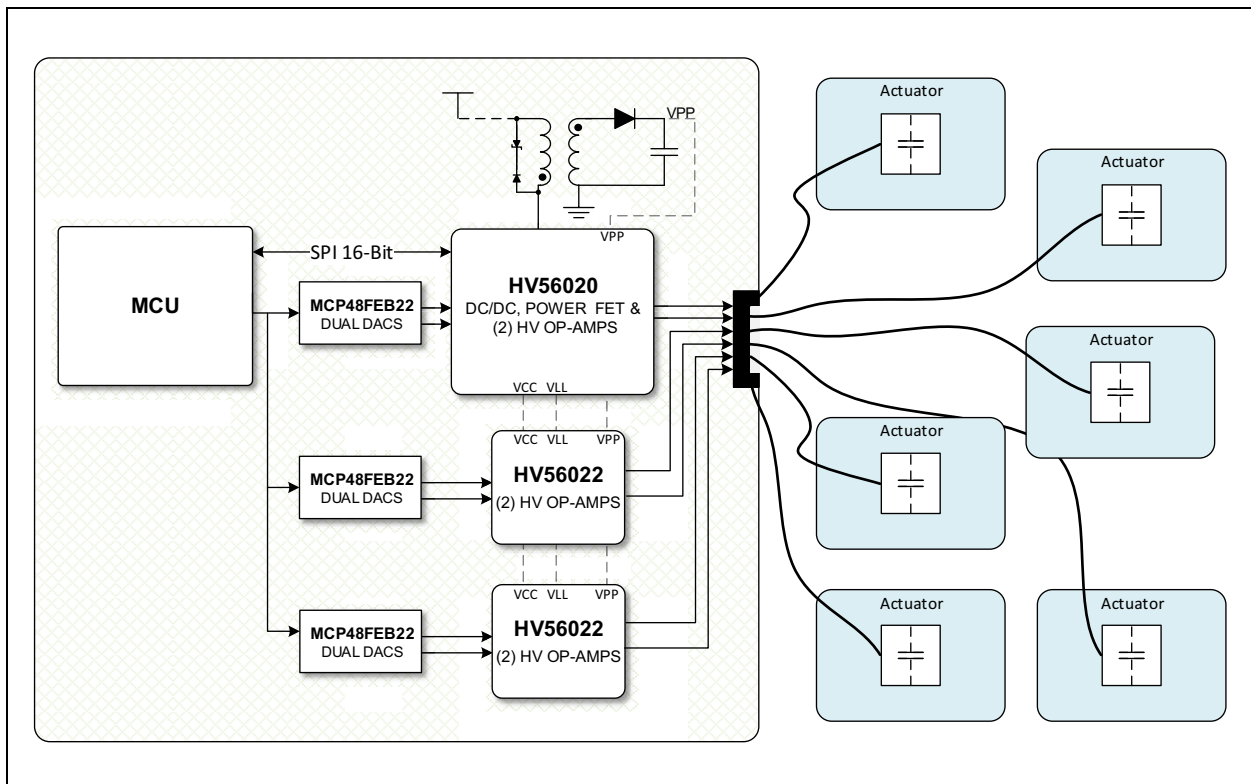 Actuator
VPP
Actuator
VPP
SPI 16-Bit
MCU
HV56020
DC/DC, POWER FET &
(2) HV OP-AMPS
MCP48FEB22
DUAL DACS
Actuator
VCC
VLL
VCC
VLL
VPP
Actuator
MCP48FEB22
DUAL DACS
HV56022
(2) HV OP-AMPS
VCC
VLL
VPP
Actuator
Actuator
MCP48FEB22
DUAL DACS
HV56022
(2) HV OP-AMPS